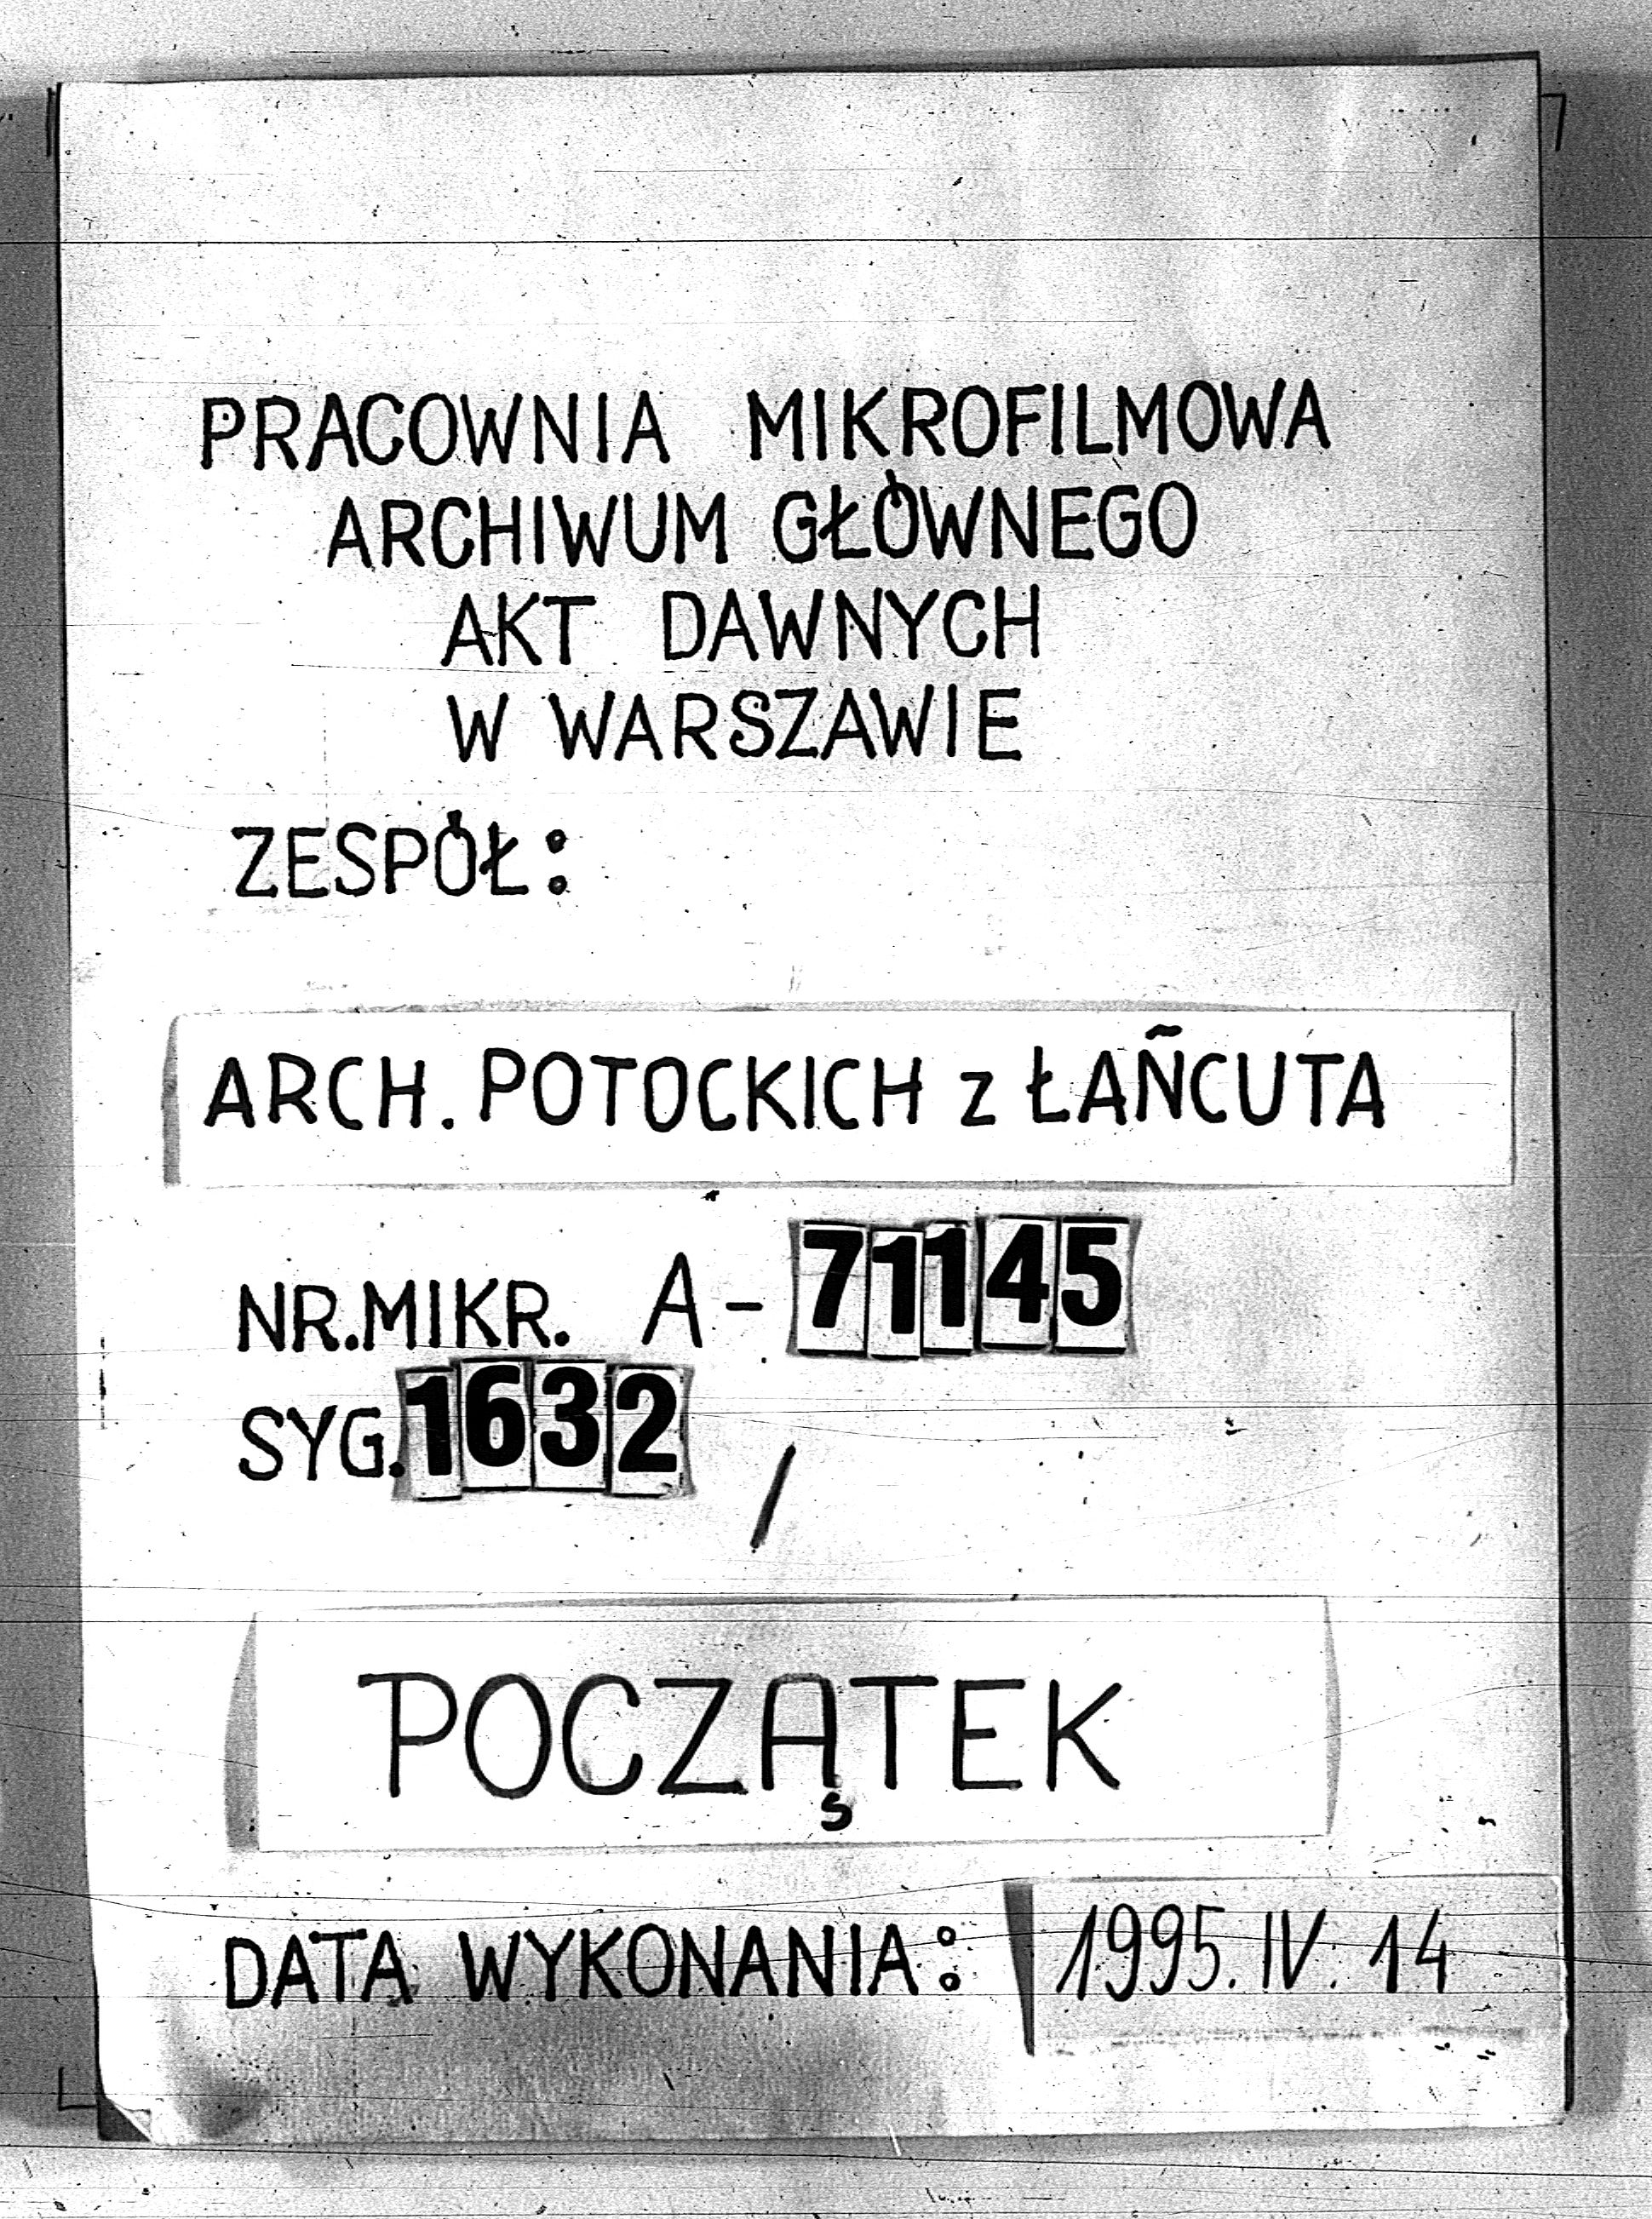 PRACOWNIA MIKROFILMOWA
ARCHIWUM GŁÓWNEGO
AKT DAWNYCH
W WARSZAWIE
ZESPÓŁ:
ARCH. POTOCKICH z ŁAŃCUTA
NR.MIKR. A-71145
SYG.1632 /
POCZĄTEK
DATA WYKONANIA: 1995.IV.14